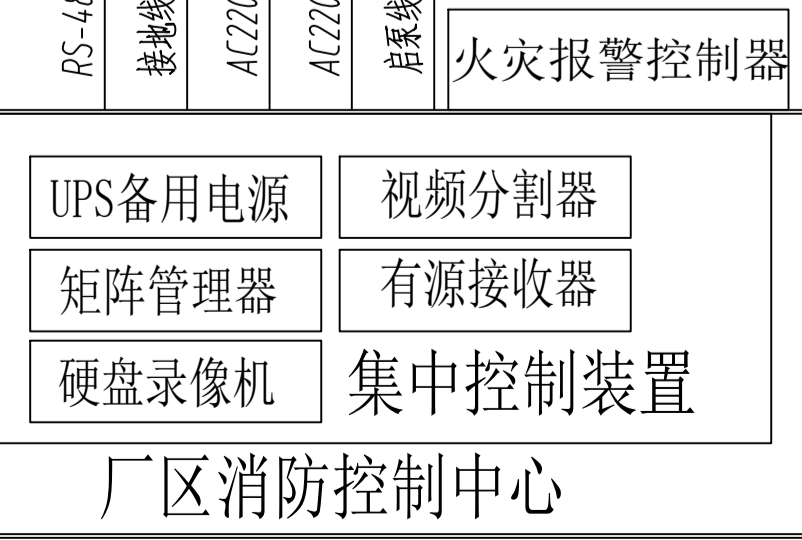 RS-48
接地线
AC220
AC220
启泵线
火灾报警控制器
UPS备用电源
视频分割器
矩阵管理器
有源接收器
硬盘录像机
集中控制装置
厂区消防控制中心